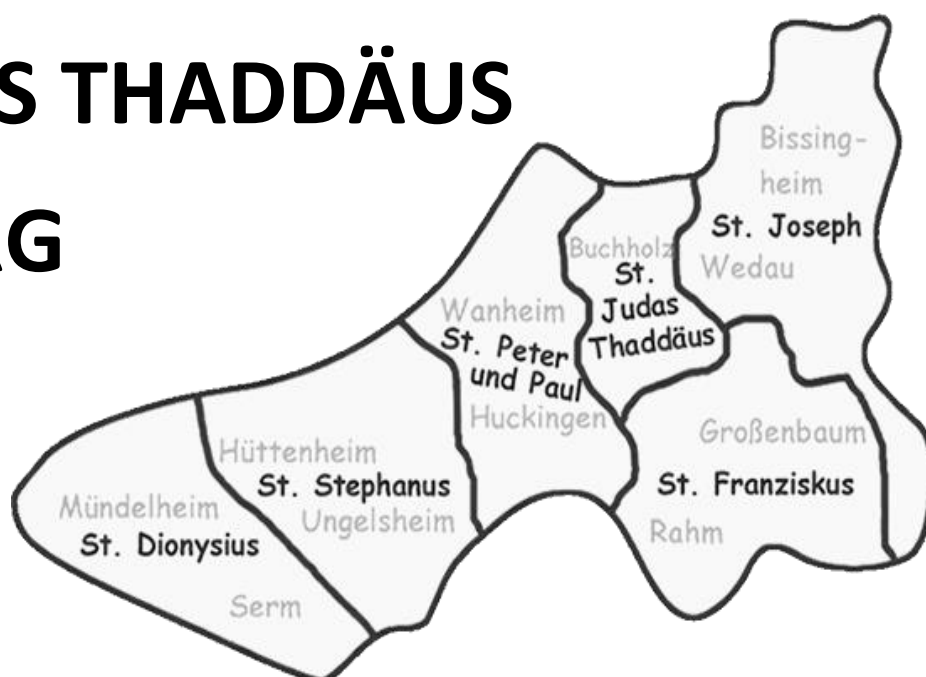 S THADDÄUS
AG
Bissing-
heim
St. Joseph
Wedau
Buchholz
St.
Judas
Thaddäus
Wanheim
St. Peter
und Paul
Huckingen
Großenbaum
St. Franziskus
Rahm
Hüttenheim
St. Stephanus
Ungelsheim
Mündelheim
St. Dionysius
Serm